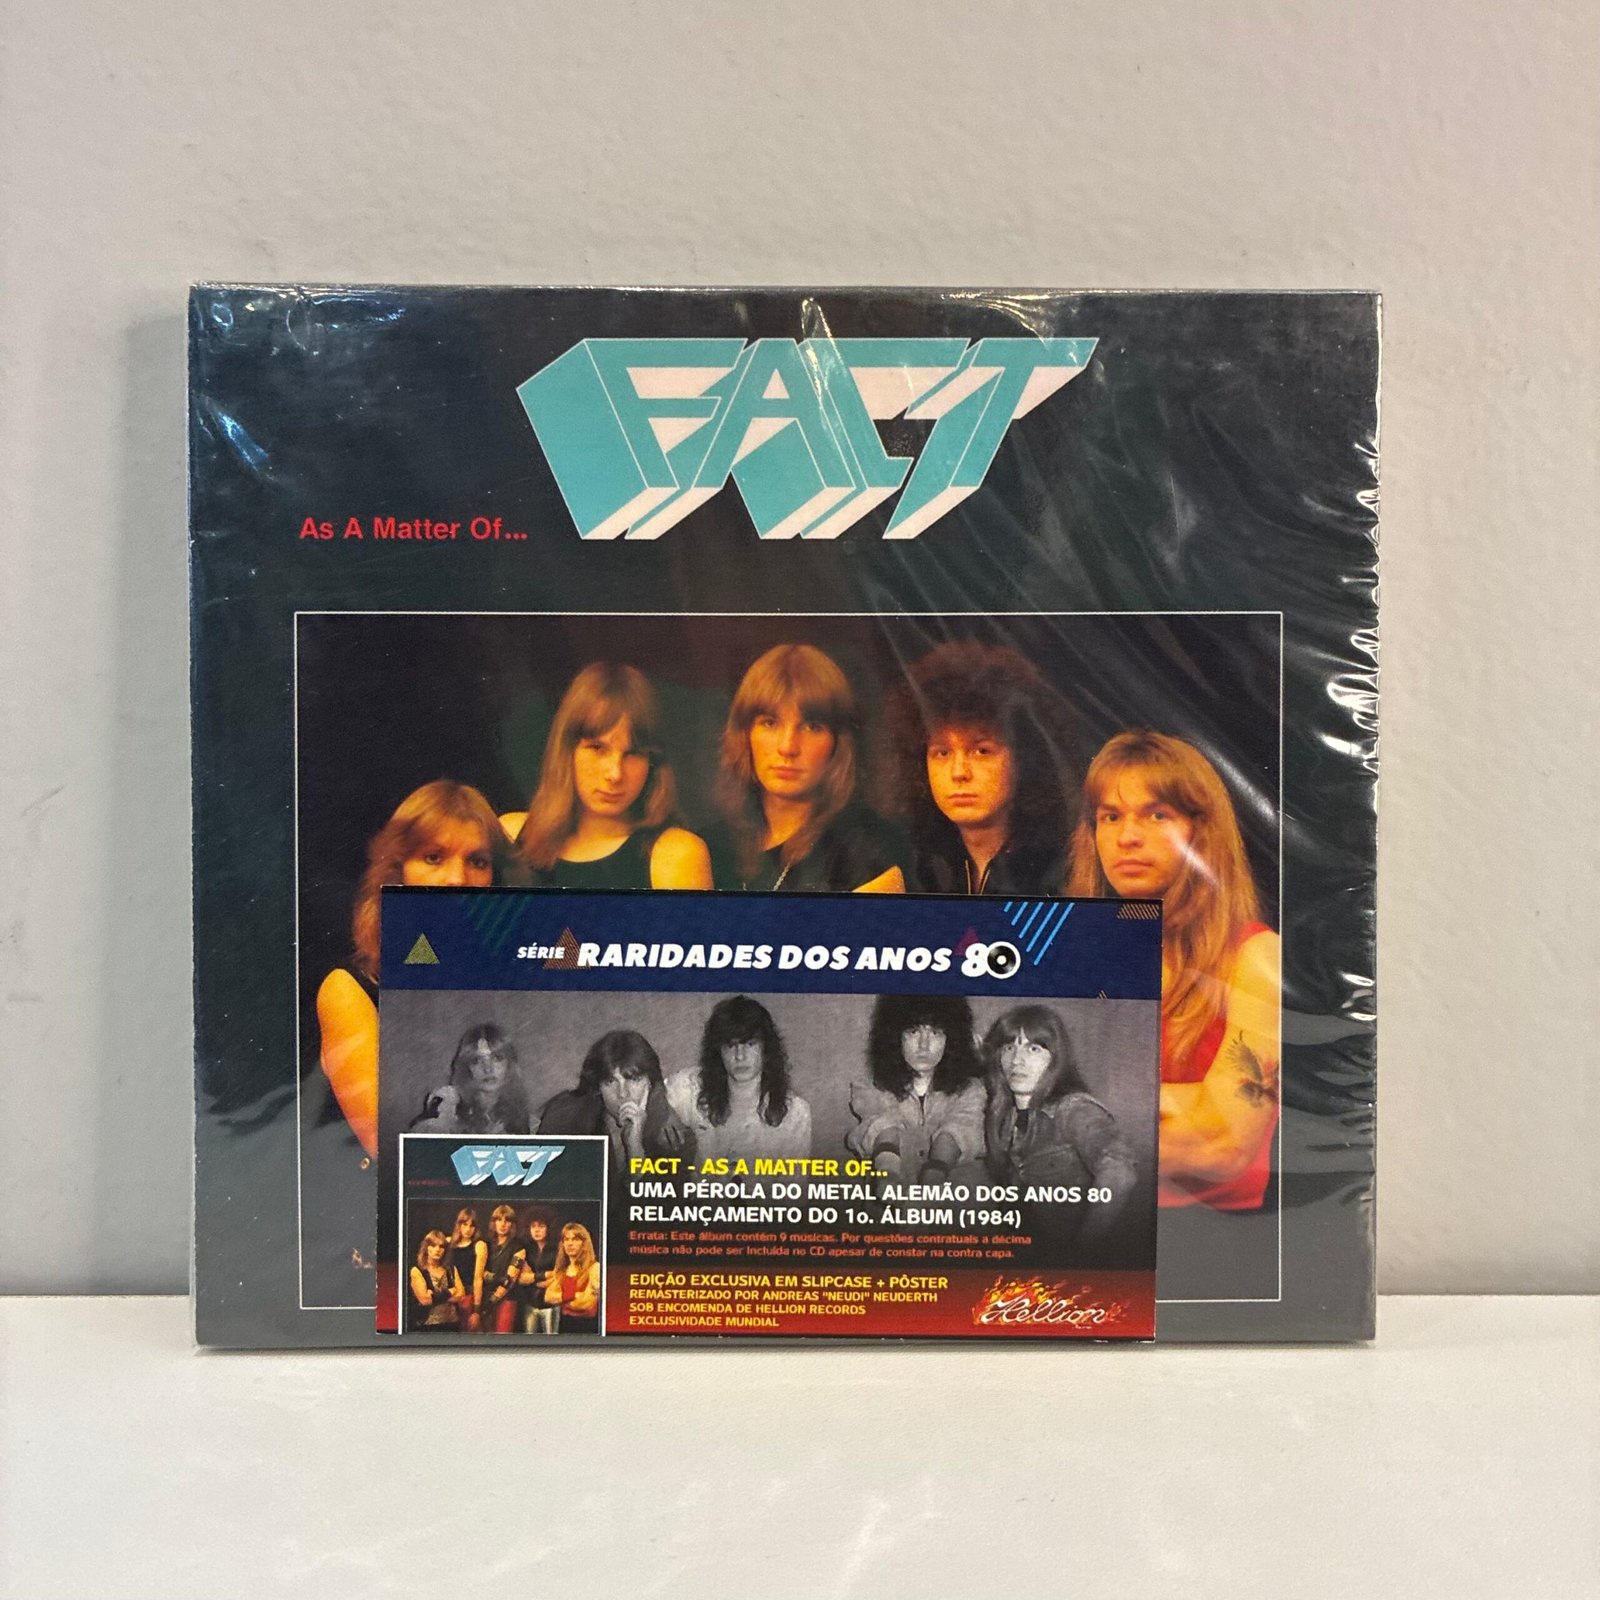 FACT
As A Matter Of...
SÉRIE RARIDADES DOS ANOS 80
FACT
FACT - AS A MATTER OF...
UMA PÉROLA DO METAL ALEMÃO DOS ANOS 80
RELANÇAMENTO DO 1o. ÁLBUM (1984)
Errata: Este álbum contém 9 músicas. Por questões contratuais a décima
música não pode ser incluída no CD apesar de constar na contra capa.
EDIÇÃO EXCLUSIVA EM SLIPCASE + PÔSTER
REMASTERIZADO POR ANDREAS "NEUDI" NEUDERTH
SOB ENCOMENDA DE HELLION RECORDS
EXCLUSIVIDADE MUNDIAL
Hellion